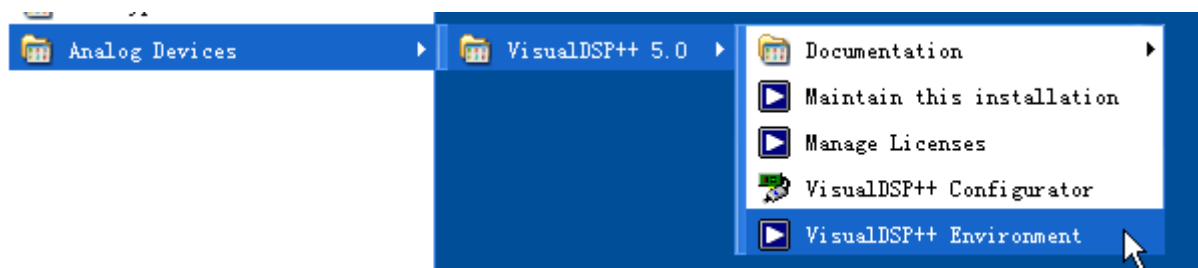 Analog Devices
VisualDSP++ 5.0
Documentation
Maintain this installation
Manage Licenses
VisualDSP++ Configurator
VisualDSP++ Environment